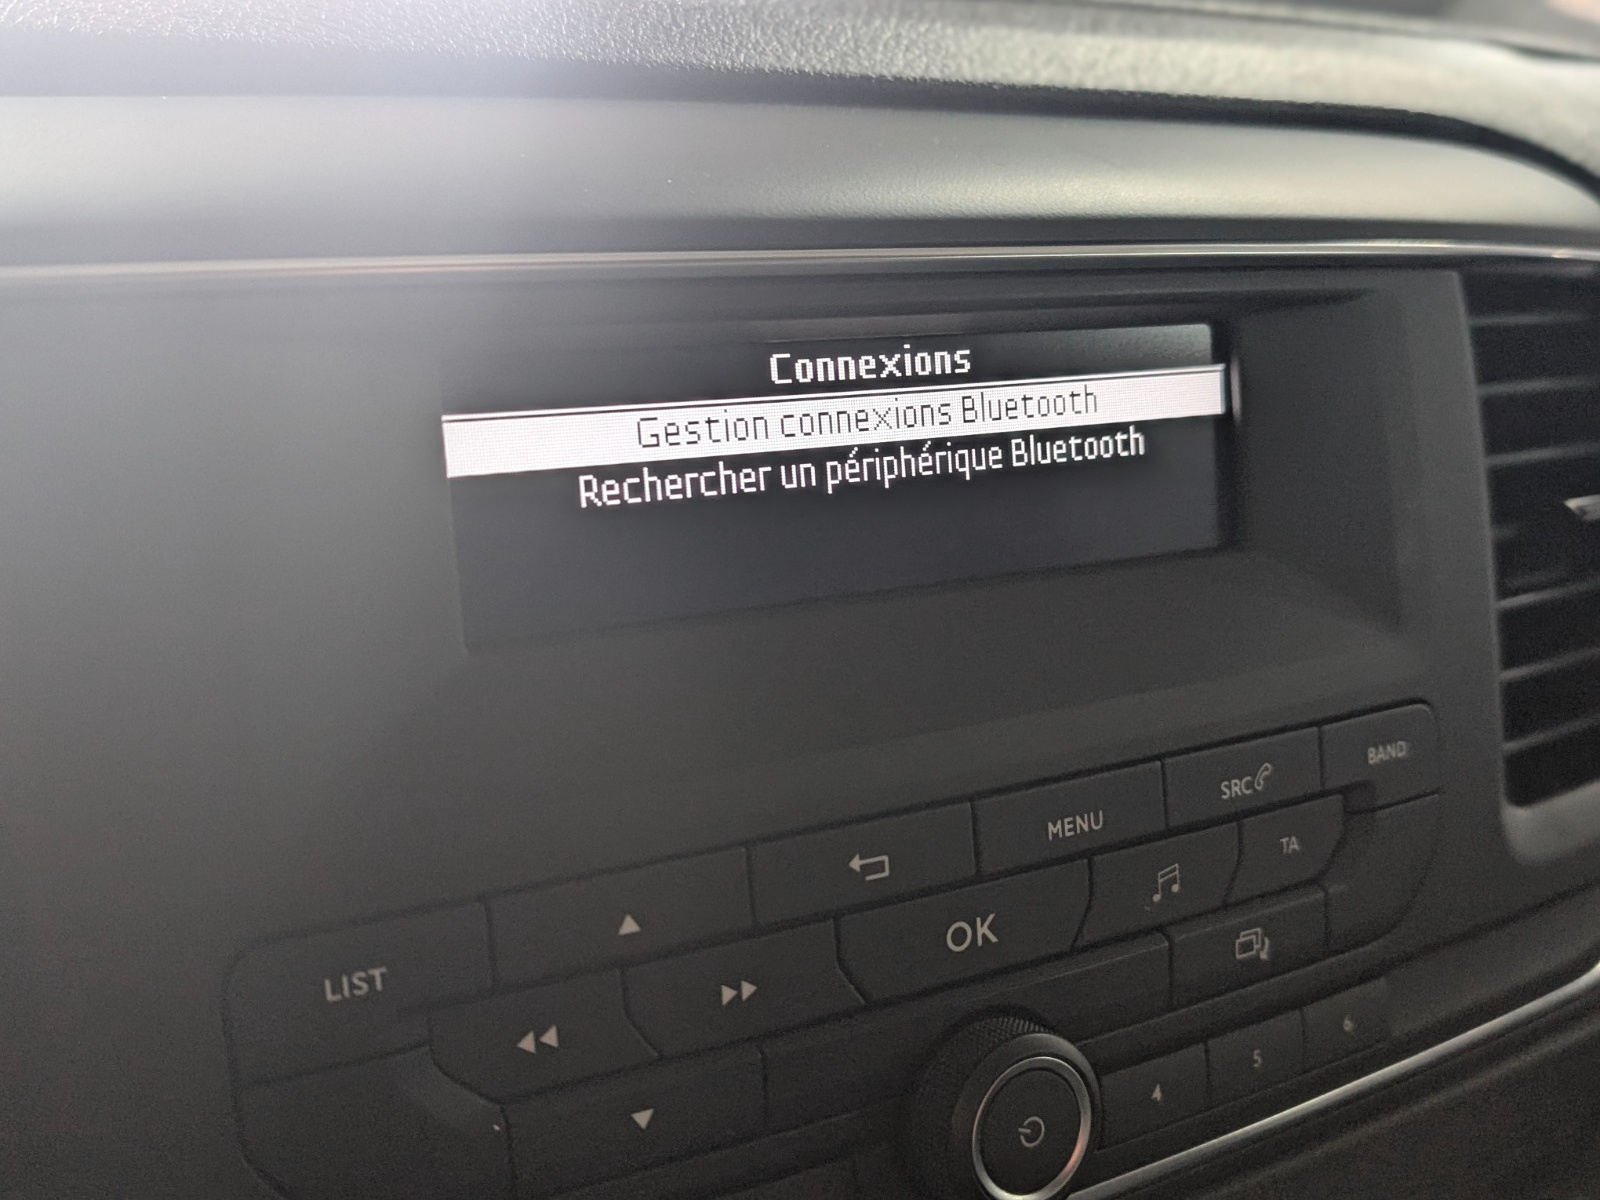 Connexions
Gestion connexions Bluetooth
Rechercher un périphérique Bluetooth
BAND
SRC
MENU
TA
OK
LIST
4
5
6